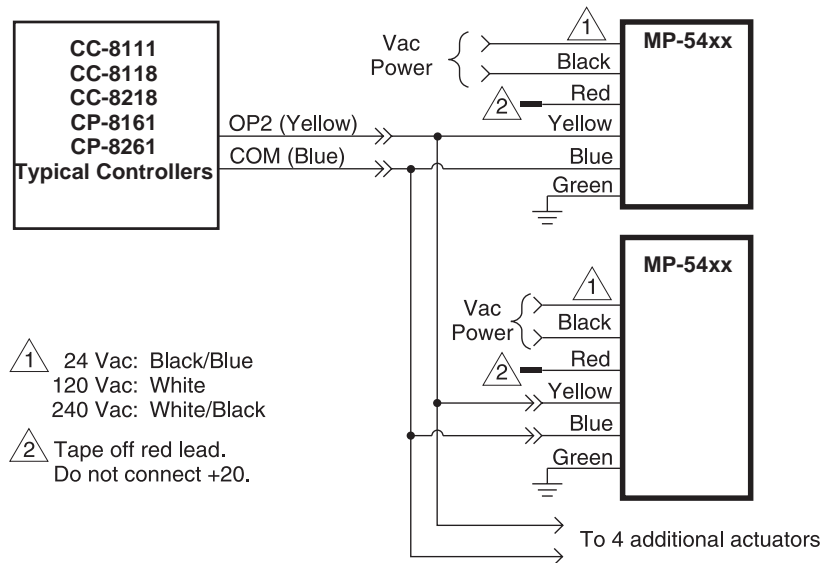 CC-8111
CC-8118
CC-8218
CP-8161
CP-8261
Typical Controllers
OP2 (Yellow)
COM (Blue)
Vac
Power
1
Black
2
Red
Yellow
Blue
Green
MP-54xx
Vac
Power
1
Black
2
Red
Yellow
Blue
Green
MP-54xx
To 4 additional actuators
1 24 Vac: Black/Blue
120 Vac: White
240 Vac: White/Black
2 Tape off red lead.
Do not connect +20.